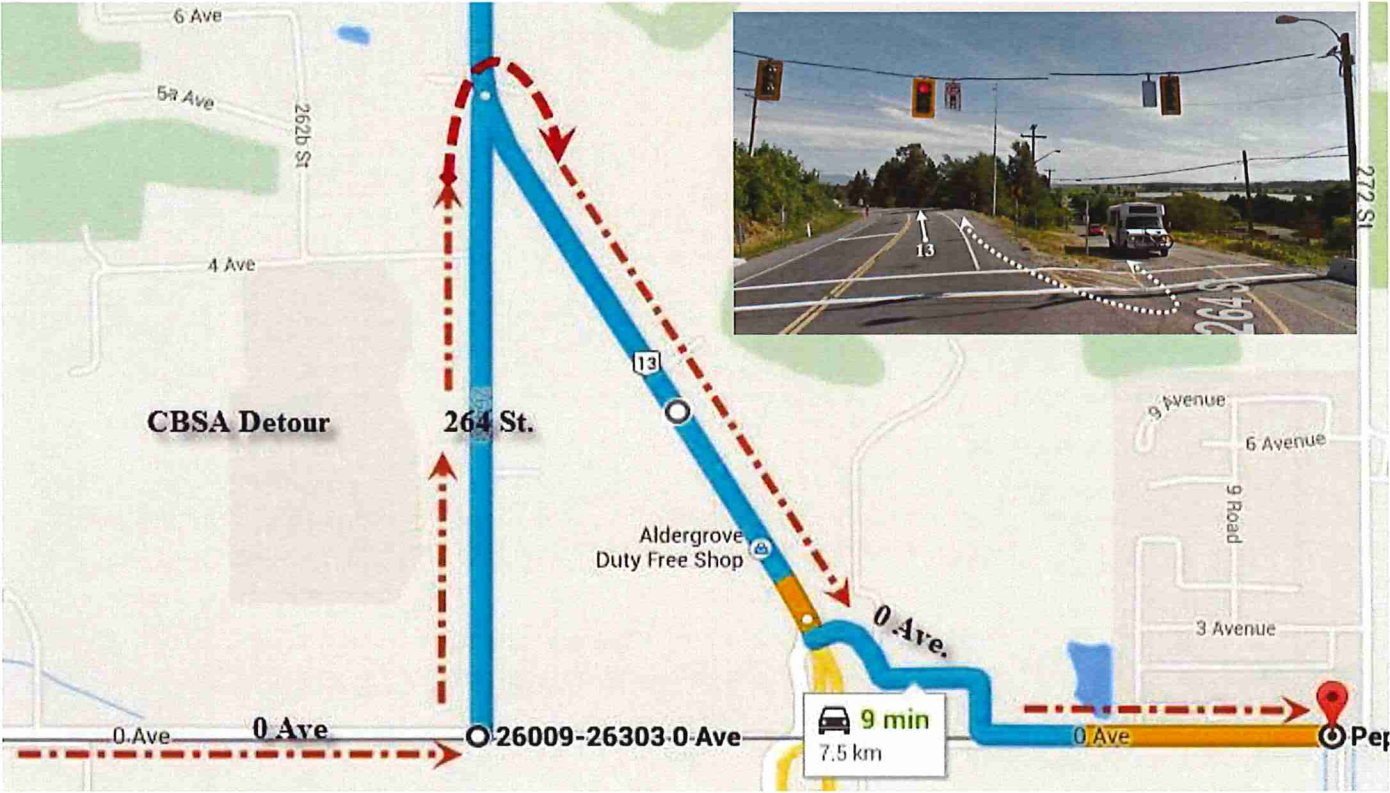 6 Ave
5a Ave
262b St
4 Ave
13
264 St
272 St
CBSA Detour
264 St.
13
9 Avenue
6 Avenue
9 Road
Aldergrove
Duty Free Shop
0 Ave.
3 Avenue
9 min
7.5 km
0 Ave
0 Ave
26009-26303 0 Ave
0 Ave
Pep